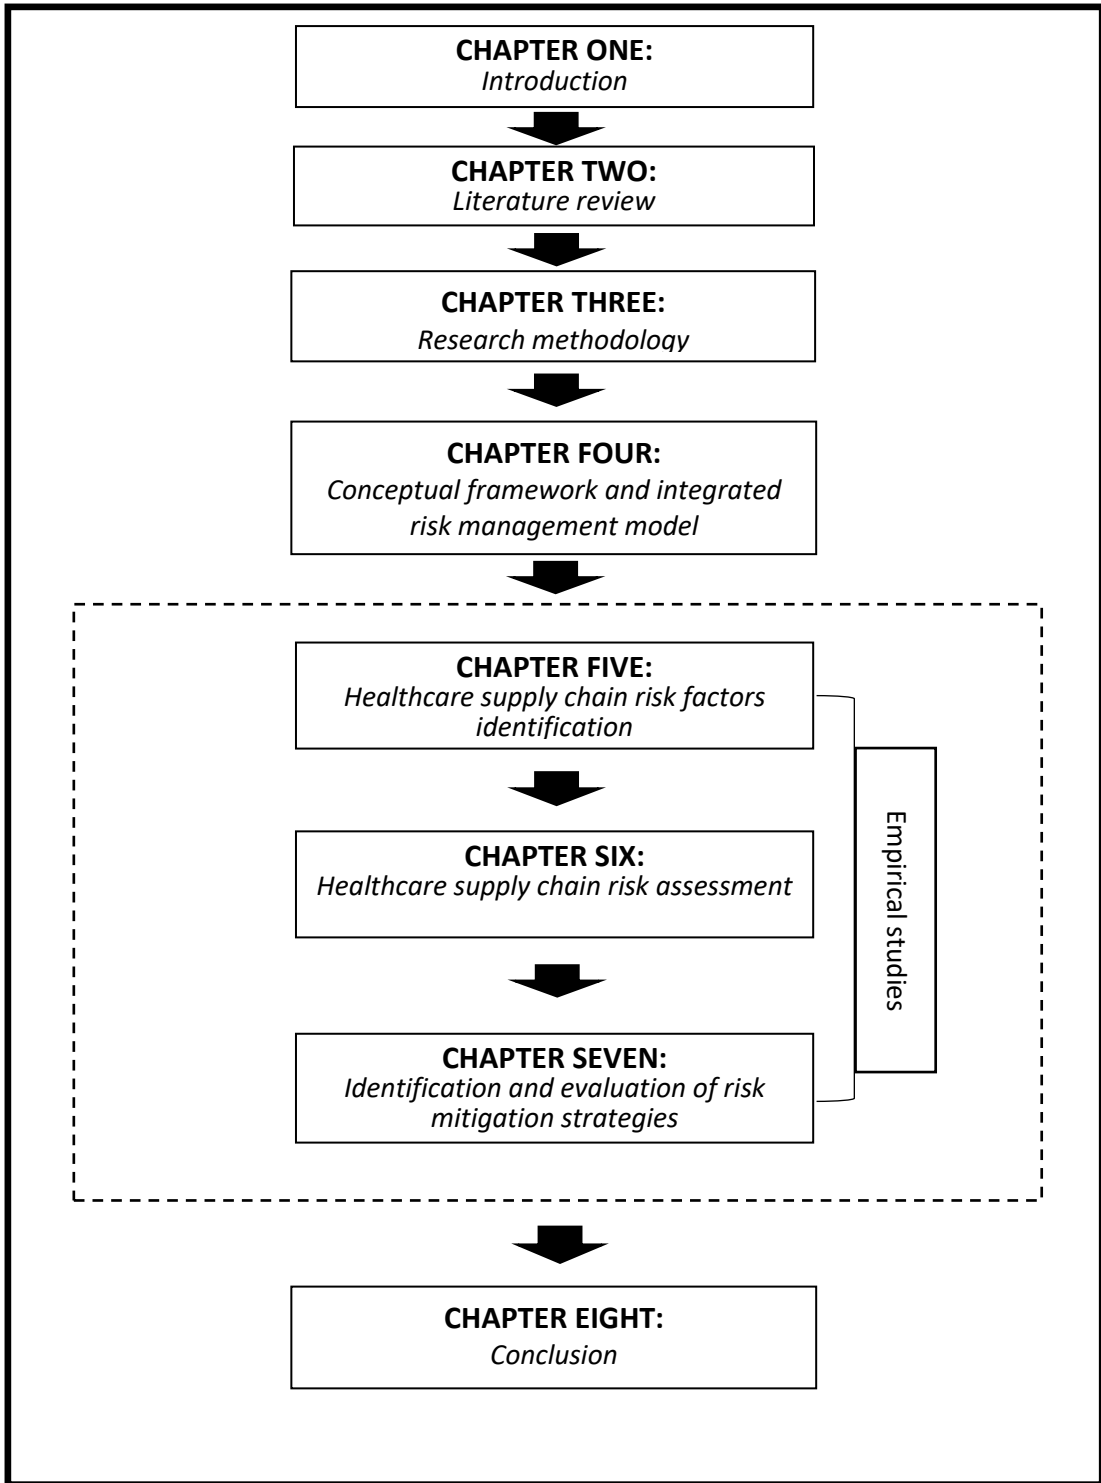 CHAPTER ONE:
Introduction
CHAPTER TWO:
Literature review
CHAPTER THREE:
Research methodology
CHAPTER FOUR:
Conceptual framework and integrated
risk management model
CHAPTER FIVE:
Healthcare supply chain risk factors
identification
CHAPTER SIX:
Healthcare supply chain risk assessment
CHAPTER SEVEN:
Identification and evaluation of risk
mitigation strategies
Empirical studies
CHAPTER EIGHT:
Conclusion